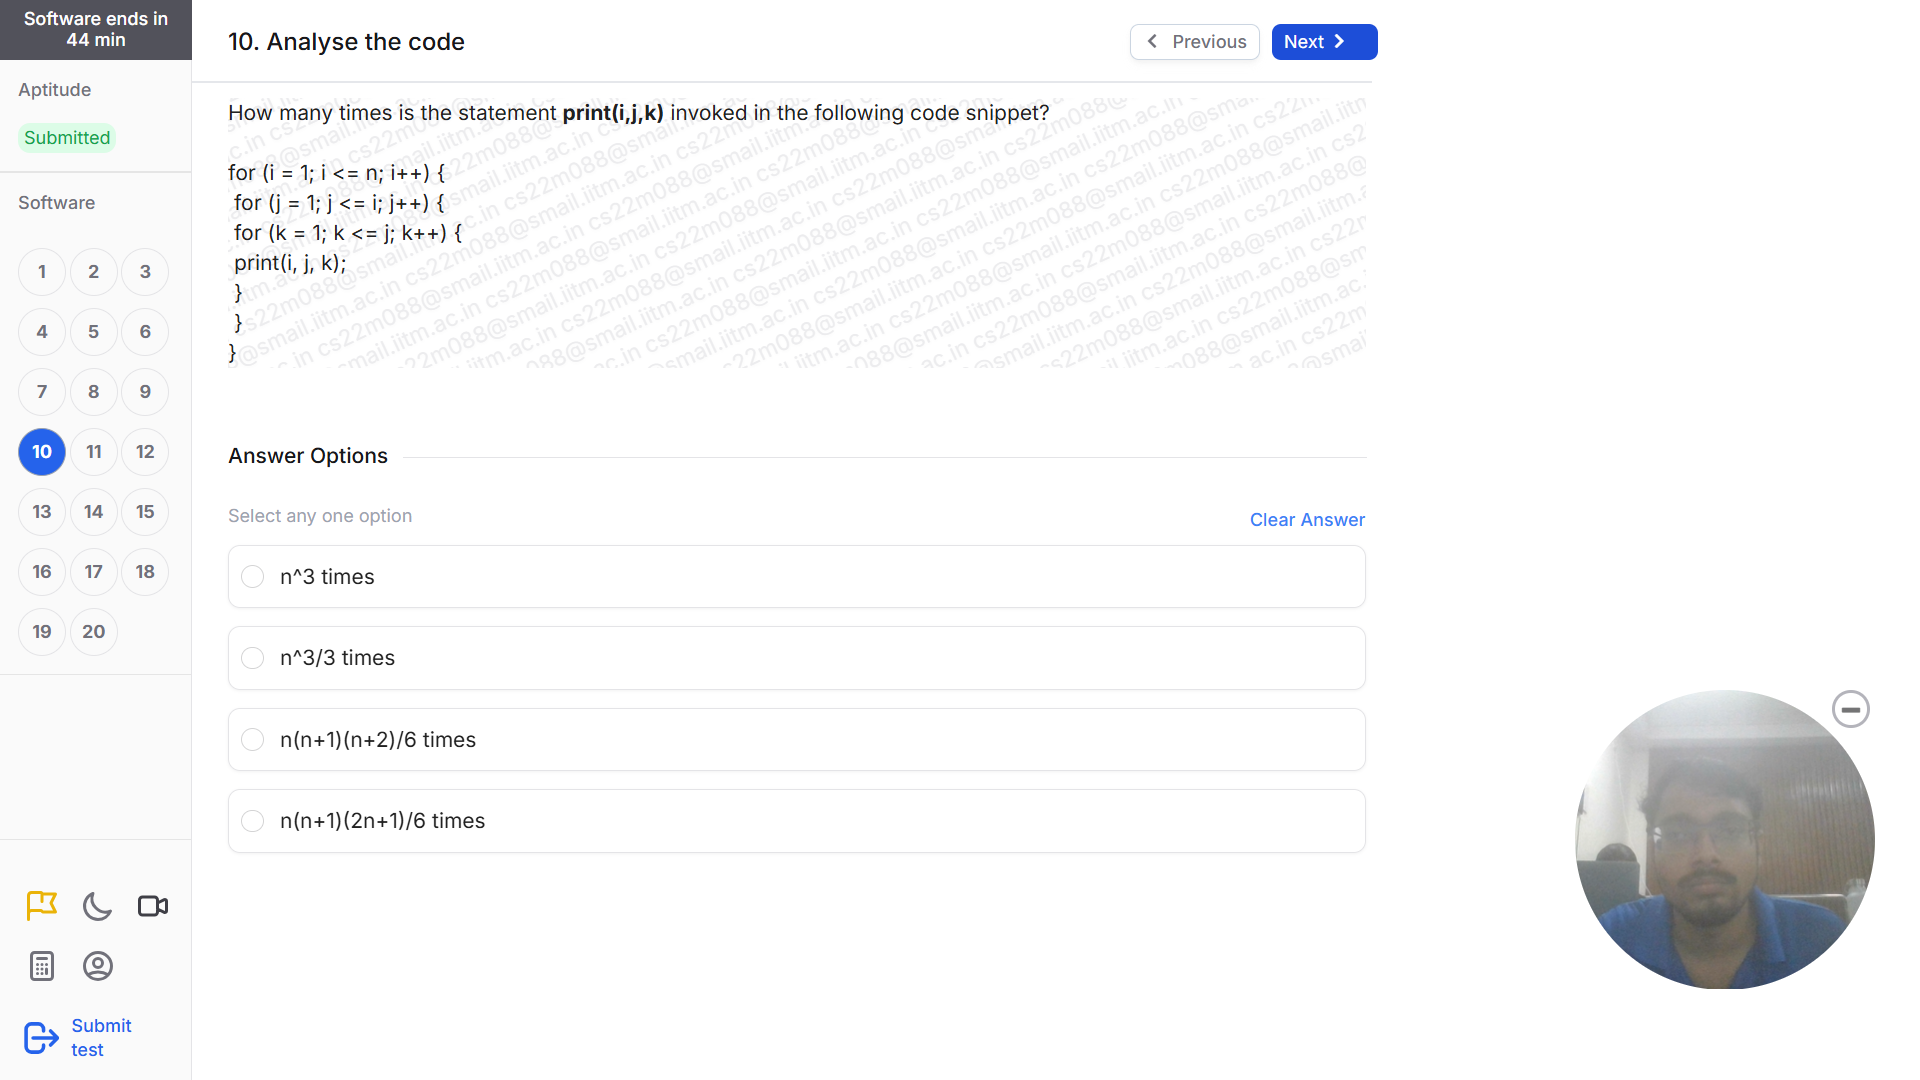 Software ends in
44 min
Aptitude
Submitted
Software
1 2 3
4 5 6
7 8 9
10 11 12
13 14 15
16 17 18
19 20
Submit
test
10. Analyse the code
Previous
Next
How many times is the statement print(i,j,k) invoked in the following code snippet?
for (i = 1; i <= n; i++) {
for (j = 1; j <= i; j++) {
for (k = 1; k <= j; k++) {
print(i, j, k);
}
}
}
cs22m088@smail.iitm.ac.in
Answer Options
Select any one option
Clear Answer
n^3 times
n^3/3 times
n(n+1)(n+2)/6 times
n(n+1)(2n+1)/6 times